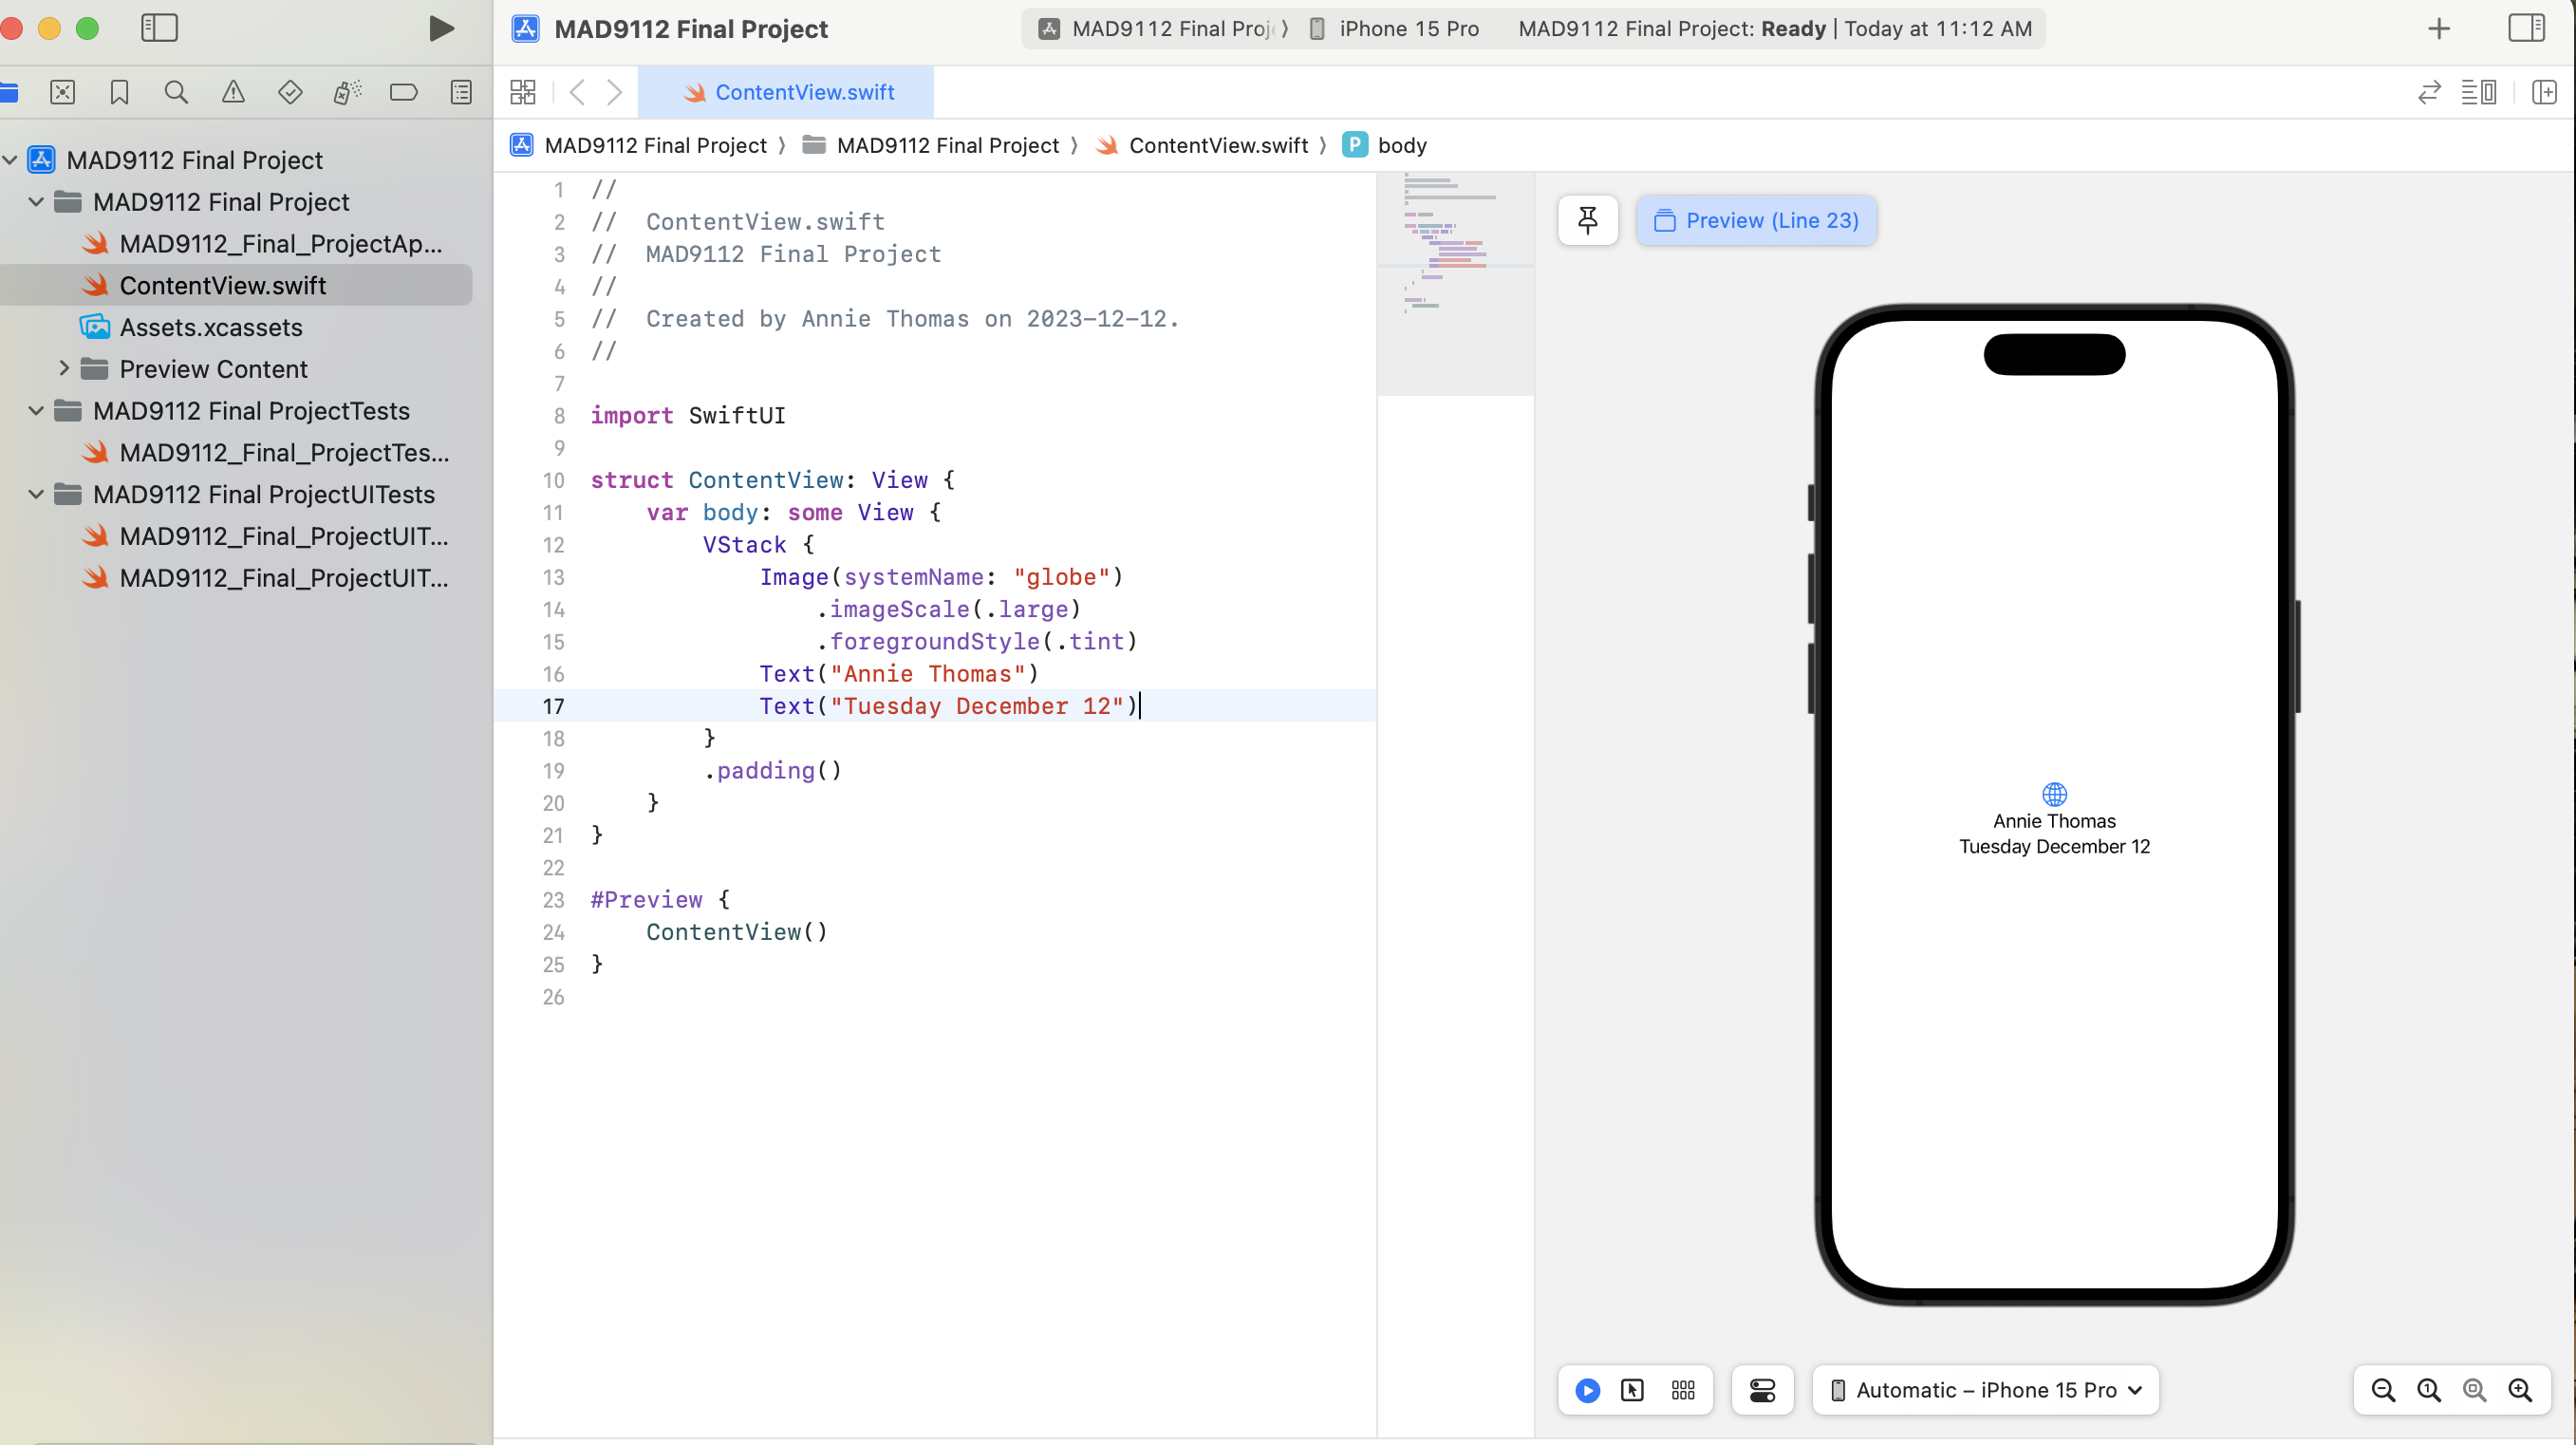 MAD9112 Final Project
MAD9112 Final Proj
iPhone 15 Pro
MAD9112 Final Project: Ready | Today at 11:12 AM
ContentView.swift
MAD9112 Final Project
MAD9112 Final Project
ContentView.swift
P
body
MAD9112 Final Project
MAD9112 Final Project
MAD9112_Final_ProjectAp...
ContentView.swift
Assets.xcassets
Preview Content
MAD9112 Final ProjectTests
MAD9112_Final_ProjectTes...
MAD9112 Final ProjectUITests
MAD9112_Final_ProjectUIT...
MAD9112_Final_ProjectUIT...
1 //
2 //  ContentView.swift
3 //  MAD9112 Final Project
4 //
5 //  Created by Annie Thomas on 2023-12-12.
6 //
7
8 import SwiftUI
9
10 struct ContentView: View {
11     var body: some View {
12         VStack {
13             Image(systemName: "globe")
14                 .imageScale(.large)
15                 .foregroundStyle(.tint)
16             Text("Annie Thomas")
17             Text("Tuesday December 12")
18         }
19         .padding()
20     }
21 }
22
23 #Preview {
24     ContentView()
25 }
26
Preview (Line 23)
Annie Thomas
Tuesday December 12
Automatic – iPhone 15 Pro